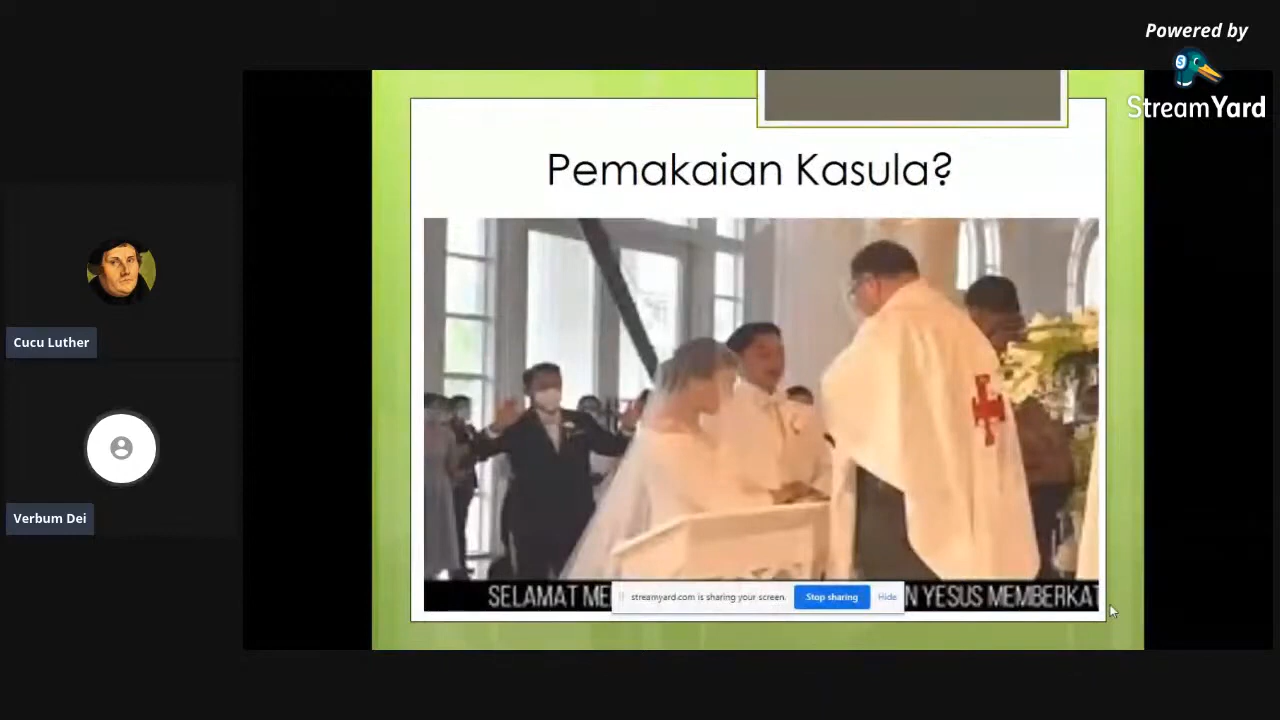 Powered by
StreamYard
Pemakaian Kasula?
Cucu Luther
Verbum Dei
SELAMAT ME
streamyard.com is sharing your screen.
Stop sharing
Hide
N YESUS MEMBERKAT